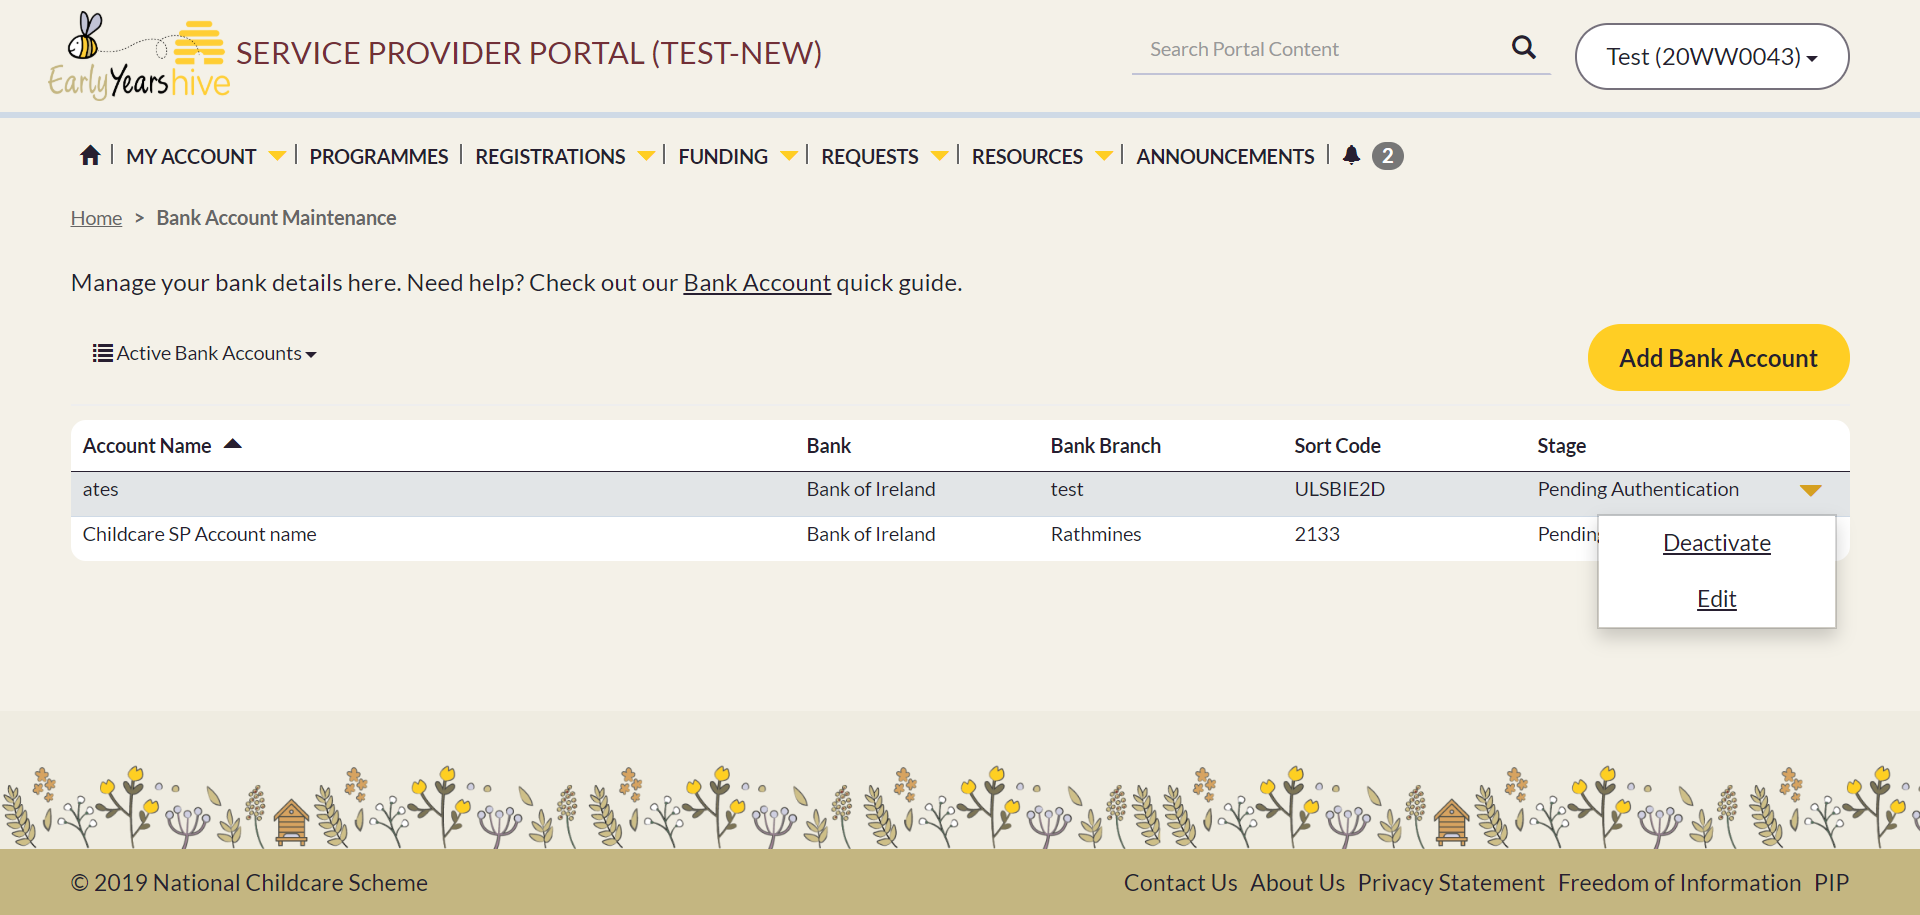 Early Years hive
SERVICE PROVIDER PORTAL (TEST-NEW)
Search Portal Content
Test (20WW0043)
MY ACCOUNT
PROGRAMMES
REGISTRATIONS
FUNDING
REQUESTS
RESOURCES
ANNOUNCEMENTS
2
Home > Bank Account Maintenance
Manage your bank details here. Need help? Check out our Bank Account quick guide.
Active Bank Accounts
Add Bank Account
Account Name Bank Bank Branch Sort Code Stage
ates Bank of Ireland test ULSBIE2D Pending Authentication
Childcare SP Account name Bank of Ireland Rathmines 2133 Pending
Deactivate
Edit
© 2019 National Childcare Scheme
Contact Us About Us Privacy Statement Freedom of Information PIP